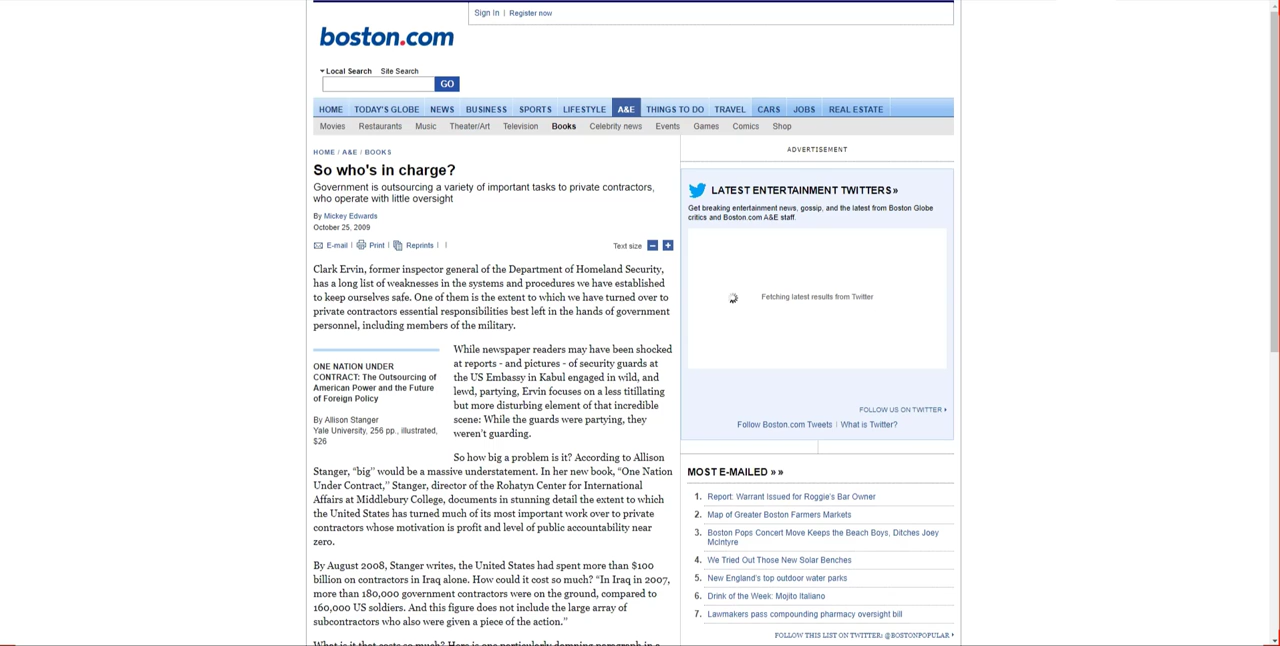 Sign In | Register now
boston.com
Local Search Site Search
GO
HOME TODAY'S GLOBE NEWS BUSINESS SPORTS LIFESTYLE A&E THINGS TO DO TRAVEL CARS JOBS REAL ESTATE
Movies Restaurants Music Theater/Art Television Books Celebrity news Events Games Comics Shop
HOME / A&E / BOOKS
So who's in charge?
Government is outsourcing a variety of important tasks to private contractors,
who operate with little oversight
By Mickey Edwards
October 25, 2009
E-mail | Print | Reprints | |
Text size – +
Clark Ervin, former inspector general of the Department of Homeland Security,
has a long list of weaknesses in the systems and procedures we have established
to keep ourselves safe. One of them is the extent to which we have turned over to
private contractors essential responsibilities best left in the hands of government
personnel, including members of the military.
ONE NATION UNDER
CONTRACT: The Outsourcing of
American Power and the Future
of Foreign Policy
By Allison Stanger
Yale University, 256 pp., illustrated,
$26
While newspaper readers may have been shocked
at reports - and pictures - of security guards at
the US Embassy in Kabul engaged in wild, and
lewd, partying, Ervin focuses on a less titillating
but more disturbing element of that incredible
scene: While the guards were partying, they
weren't guarding.
So how big a problem is it? According to Allison
Stanger, “big” would be a massive understatement. In her new book, “One Nation
Under Contract,” Stanger, director of the Rohatyn Center for International
Affairs at Middlebury College, documents in stunning detail the extent to which
the United States has turned much of its most important work over to private
contractors whose motivation is profit and level of public accountability near
zero.
By August 2008, Stanger writes, the United States had spent more than $100
billion on contractors in Iraq alone. How could it cost so much? “In Iraq in 2007,
more than 180,000 government contractors were on the ground, compared to
160,000 US soldiers. And this figure does not include the large array of
subcontractors who also were given a piece of the action.”
What is it that costs so much? Here is one particularly damning paragraph in a
ADVERTISEMENT
LATEST ENTERTAINMENT TWITTERS»
Get breaking entertainment news, gossip, and the latest from Boston Globe
critics and Boston.com A&E staff.
Fetching latest results from Twitter
FOLLOW US ON TWITTER
Follow Boston.com Tweets | What is Twitter?
MOST E-MAILED » »
1. Report: Warrant Issued for Roggie's Bar Owner
2. Map of Greater Boston Farmers Markets
3. Boston Pops Concert Move Keeps the Beach Boys, Ditches Joey
McIntyre
4. We Tried Out Those New Solar Benches
5. New England's top outdoor water parks
6. Drink of the Week: Mojito Italiano
7. Lawmakers pass compounding pharmacy oversight bill
FOLLOW THIS LIST ON TWITTER: @BOSTONPOPULAR